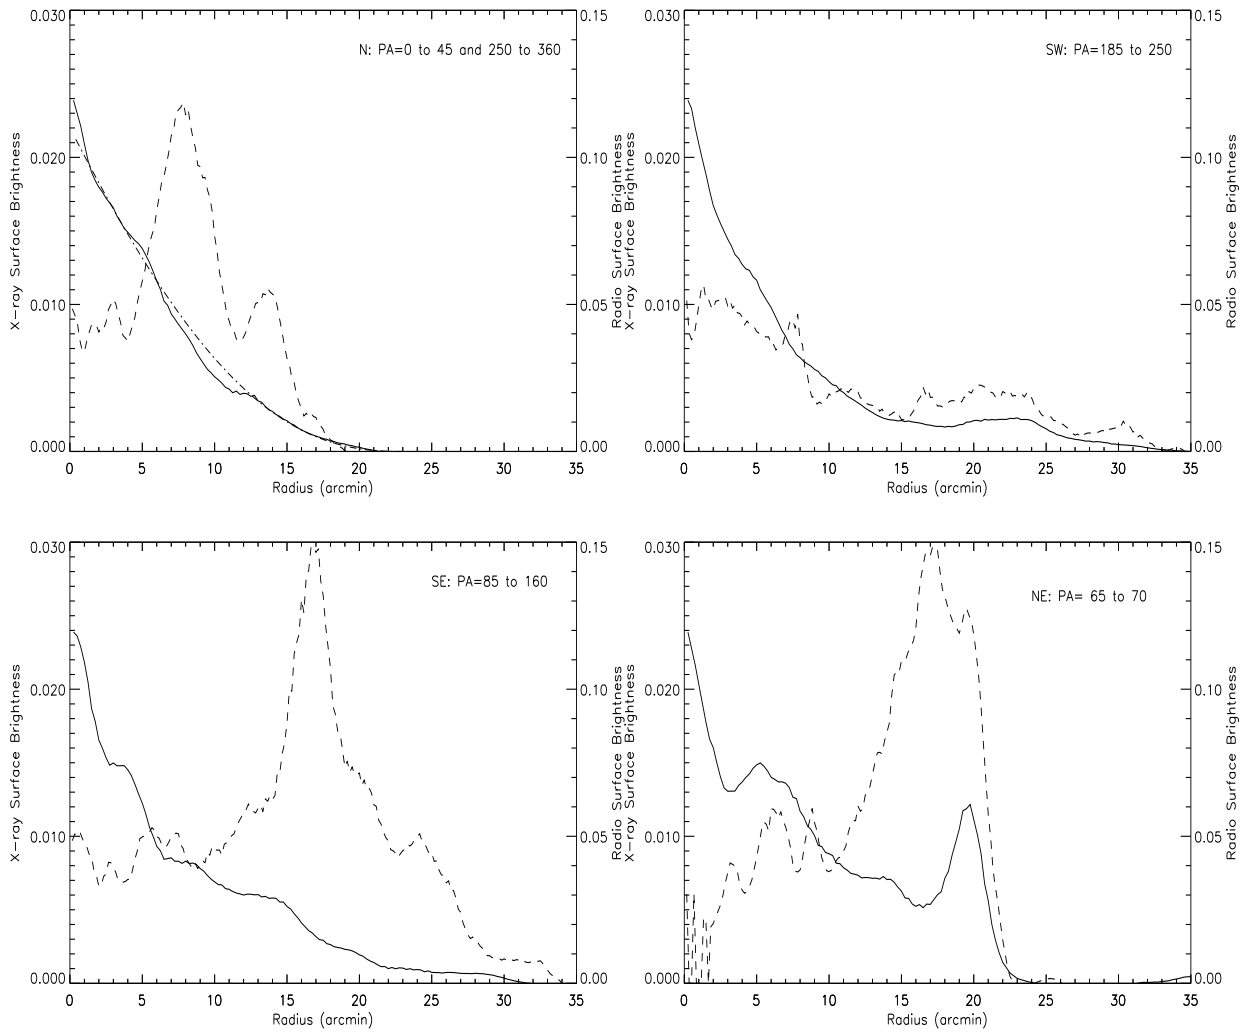 0.030
0.15
N: PA=0 to 45 and 250 to 360
0.020
0.10
0.010
0.05
0.000
0.00
0 5 10 15 20 25 30 35
Radius (arcmin)
X-ray Surface Brightness
Radio Surface Brightness
0.030
0.15
SW: PA=185 to 250
0.020
0.10
0.010
0.05
0.000
0.00
0 5 10 15 20 25 30 35
Radius (arcmin)
X-ray Surface Brightness
Radio Surface Brightness
0.030
0.15
SE: PA=85 to 160
0.020
0.10
0.010
0.05
0.000
0.00
0 5 10 15 20 25 30 35
Radius (arcmin)
X-ray Surface Brightness
Radio Surface Brightness
0.030
0.15
NE: PA= 65 to 70
0.020
0.10
0.010
0.05
0.000
0.00
0 5 10 15 20 25 30 35
Radius (arcmin)
X-ray Surface Brightness
Radio Surface Brightness